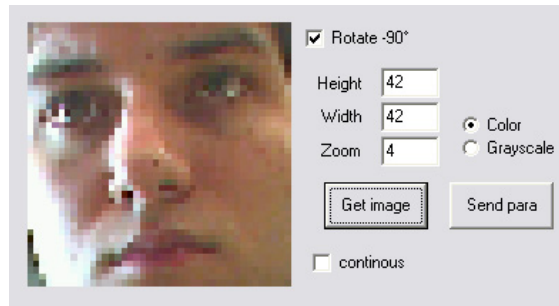 Rotate -90°
Height 42
Width 42
Color
Zoom 4
Grayscale
Get image
Send para
continous